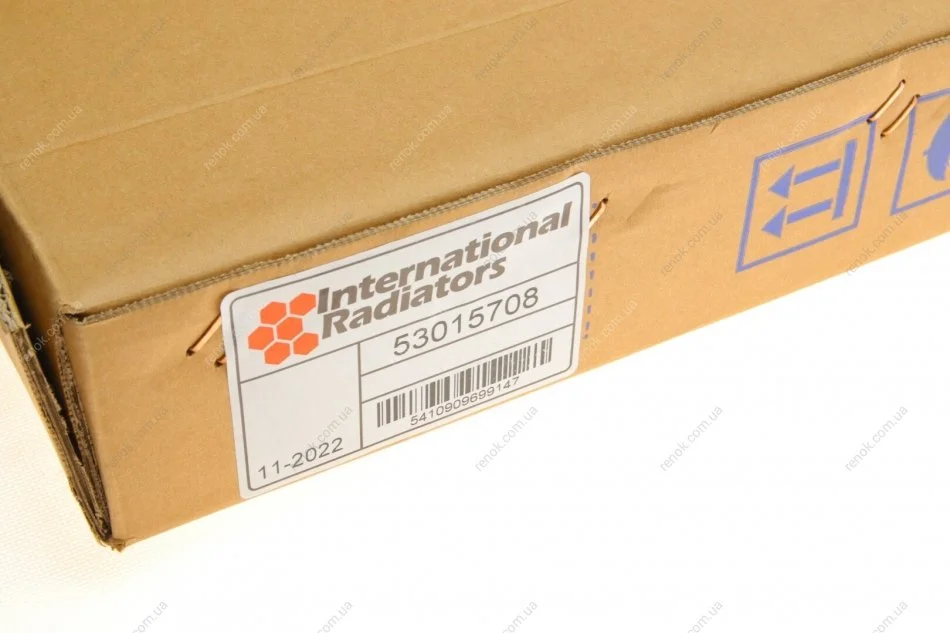 International
Radiators
53015708
5410909699147
11-2022
renok.com.ua